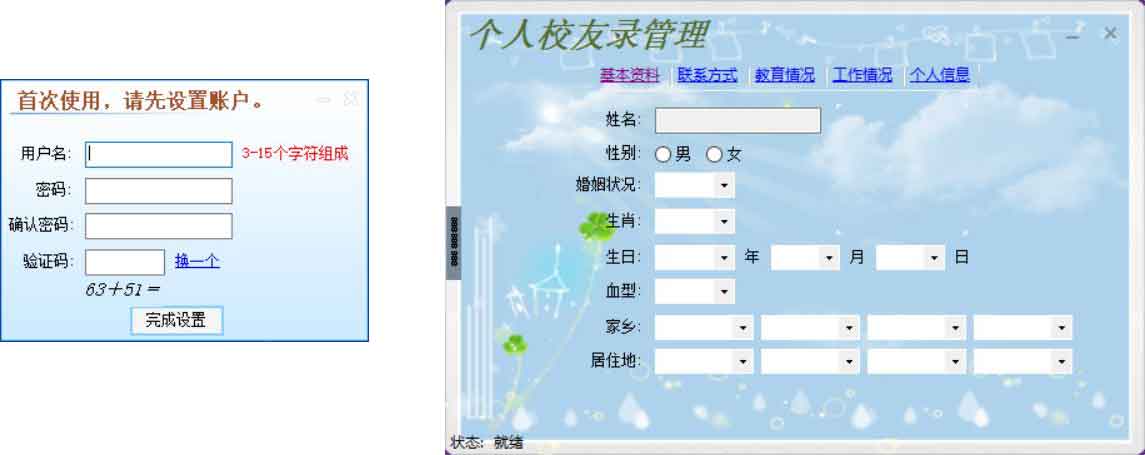 首次使用，请先设置账户。
用户名： 3-15个字符组成
密码：
确认密码：
验证码： 换一个
63+51=
完成设置
个人校友录管理
基本资料 联系方式 教育情况 工作情况 个人信息
姓名：
性别： 男 女
婚姻状况：
生肖：
生日： 年 月 日
血型：
家乡：
居住地：
状态：就绪